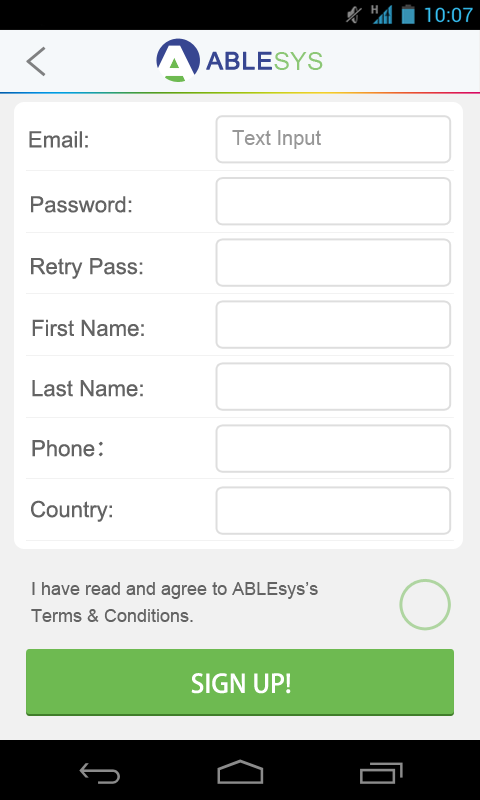 H 10:07
ABLESYS
Email: Text Input
Password:
Retry Pass:
First Name:
Last Name:
Phone：
Country:
I have read and agree to ABLEsys's
Terms & Conditions.
SIGN UP!